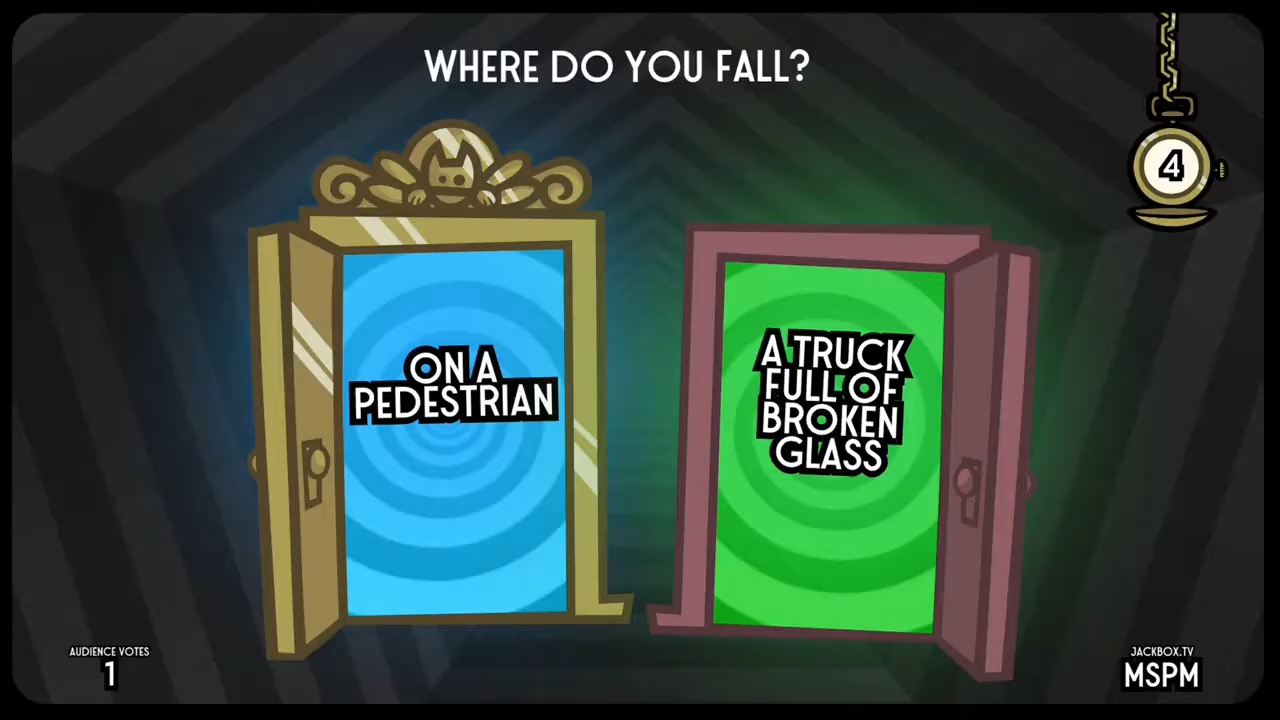 WHERE DO YOU FALL?
4
ON A
PEDESTRIAN
A TRUCK
FULL OF
BROKEN
GLASS
AUDIENCE VOTES
1
JACKBOX.TV
MSPM